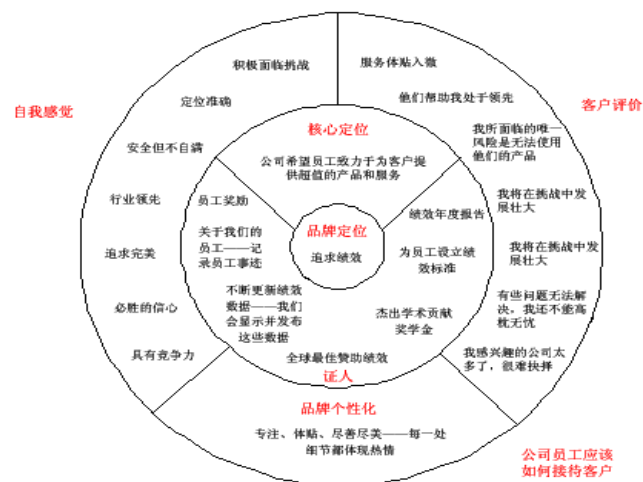 积极面临挑战
服务体贴入微
自我感觉
定位准确
他们帮助我处于领先
客户评价
核心定位
我所面临的唯一
风险是无法使用
他们的产品
安全但不自满
公司希望员工致力于为客户提
供超值的产品和服务
行业领先
员工奖励
绩效年度报告
我将在挑战中发
展壮大
关于我们的
员工——记
录员工事迹
品牌定位
追求绩效
为员工设立绩
效标准
追求完美
我将在挑战中发
展壮大
不断更新绩效
数据——我们
会显示并发布
这些数据
杰出学术贡献
奖学金
必胜的信心
有些问题无法解
决，我还不能高
枕无忧
具有竞争力
全球最佳赞助绩效
我感兴趣的公司太
多了，很难抉择
证人
品牌个性化
专注、体贴、尽善尽美——每一处
细节都体现热情
公司员工应该
如何接待客户